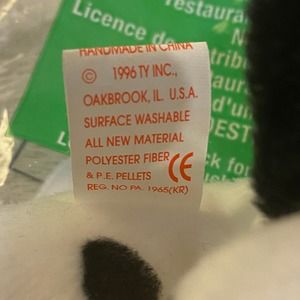 restaurant
Licence de
HANDMADE IN CHINA
© 1996 TY INC.,
OAKBROOK, IL. U.S.A.
SURFACE WASHABLE
ALL NEW MATERIAL
POLYESTER FIBER
& P.E. PELLETS CE
REG. NO PA. 1965(KR)